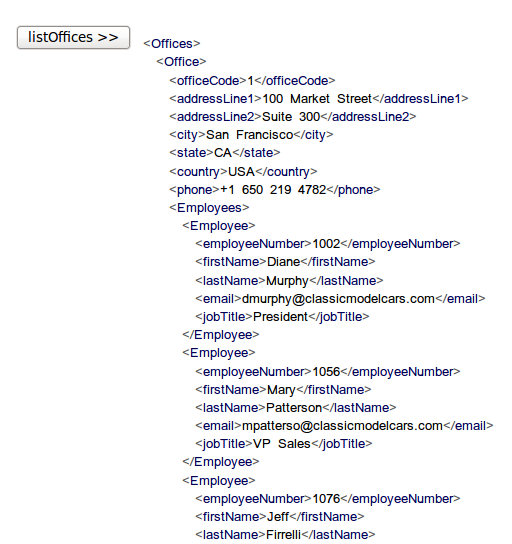 listOffices >>
<Offices>
<Office>
<officeCode>1</officeCode>
<addressLine1>100 Market Street</addressLine1>
<addressLine2>Suite 300</addressLine2>
<city>San Francisco</city>
<state>CA</state>
<country>USA</country>
<phone>+1 650 219 4782</phone>
<Employees>
<Employee>
<employeeNumber>1002</employeeNumber>
<firstName>Diane</firstName>
<lastName>Murphy</lastName>
<email>dmurphy@classicmodelcars.com</email>
<jobTitle>President</jobTitle>
</Employee>
<Employee>
<employeeNumber>1056</employeeNumber>
<firstName>Mary</firstName>
<lastName>Patterson</lastName>
<email>mpatterso@classicmodelcars.com</email>
<jobTitle>VP Sales</jobTitle>
</Employee>
<Employee>
<employeeNumber>1076</employeeNumber>
<firstName>Jeff</firstName>
<lastName>Firrelli</lastName>